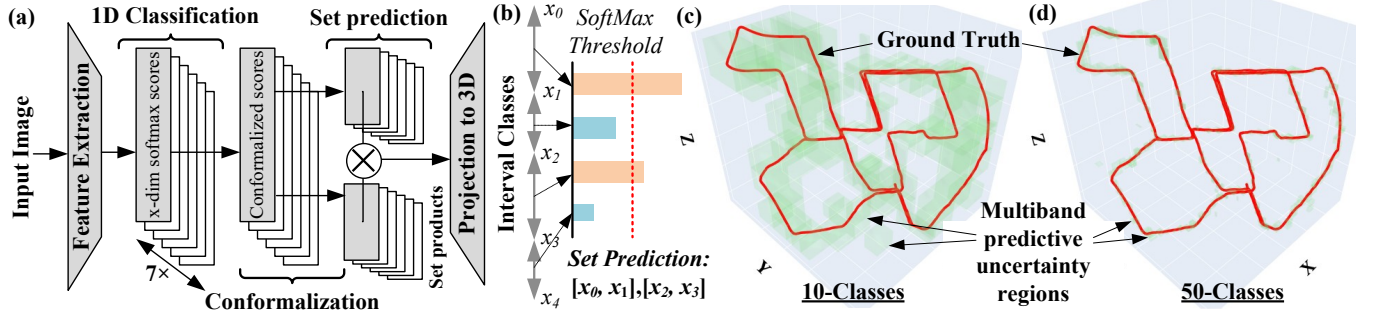 (a)
1D Classification
Set prediction
Input Image
Feature Extraction
x-dim softmax scores
Conformalized scores
7×
Conformalization
Set products
Projection to 3D
(b)
SoftMax
Threshold
Interval Classes
x0
x1
x2
x3
x4
Set Prediction:
[x0, x1],[x2, x3]
(c)
Ground Truth
Z
Y
10-Classes
Multiband
predictive
uncertainty
regions
(d)
Z
X
50-Classes